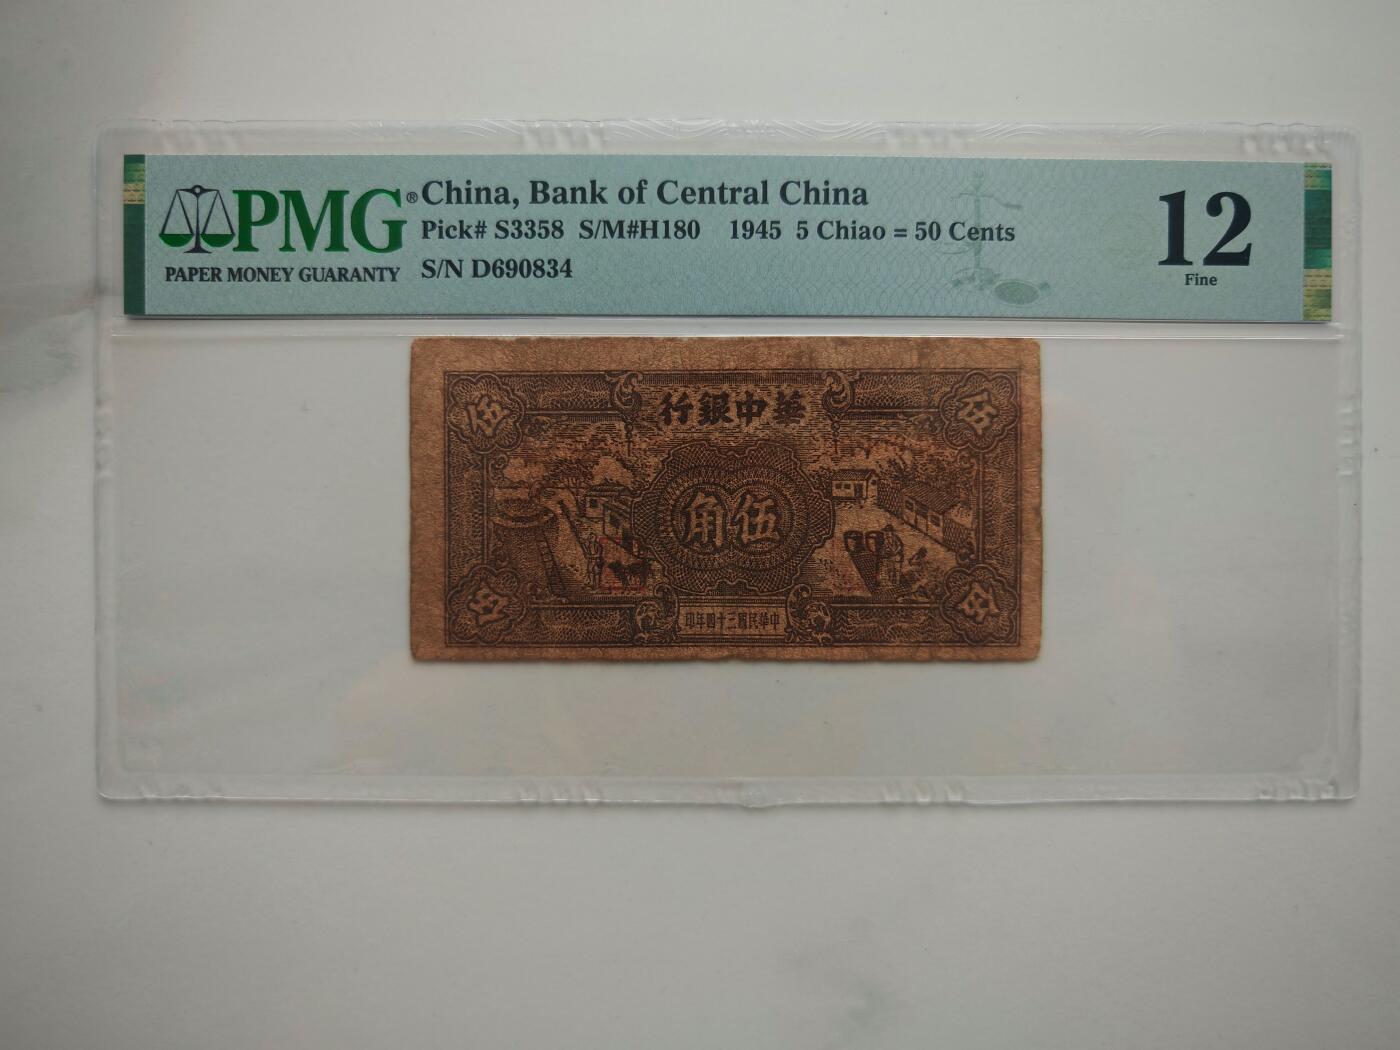 PMG®
PAPER MONEY GUARANTY
China, Bank of Central China
Pick# S3358 S/M#H180 1945 5 Chiao = 50 Cents
S/N D690834
12
Fine
伍 行銀中華 伍
角伍
伍 印年四十三國民華中 伍